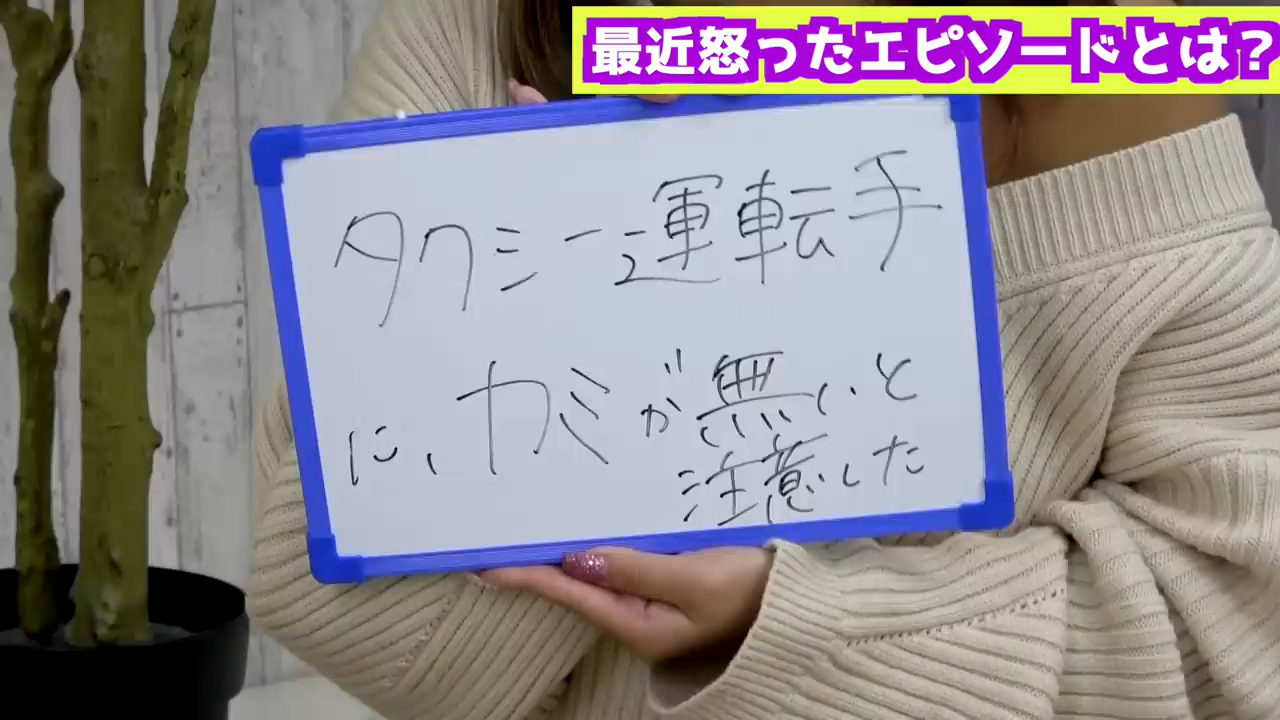 最近怒ったエピソードとは？
タクシー運転手
に、カミが無いと
注意した